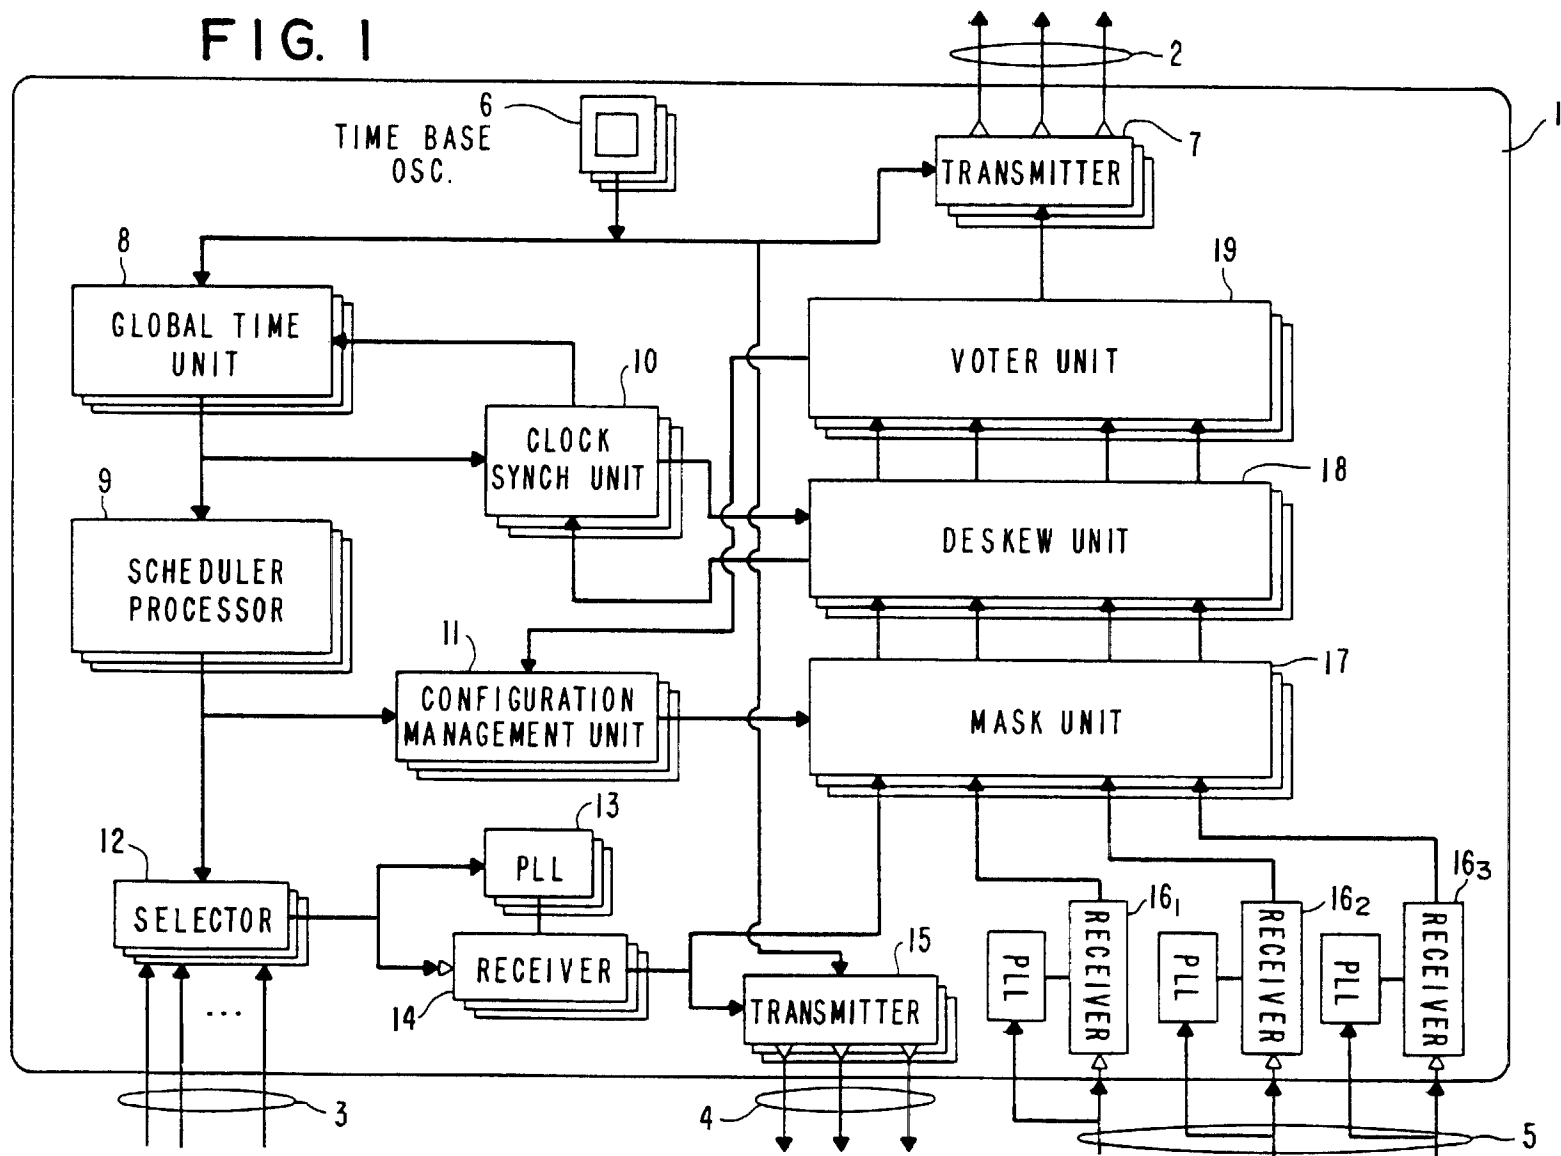 FIG. 1
2
1
6
TIME BASE
OSC.
7
TRANSMITTER
8
GLOBAL TIME
UNIT
19
VOTER UNIT
10
CLOCK
SYNCH UNIT
18
DESKEW UNIT
9
SCHEDULER
PROCESSOR
11
CONFIGURATION
MANAGEMENT UNIT
17
MASK UNIT
12
SELECTOR
13
PLL
14
RECEIVER
15
TRANSMITTER
16₁
RECEIVER
PLL
16₂
RECEIVER
PLL
16₃
RECEIVER
PLL
...
3
4
5